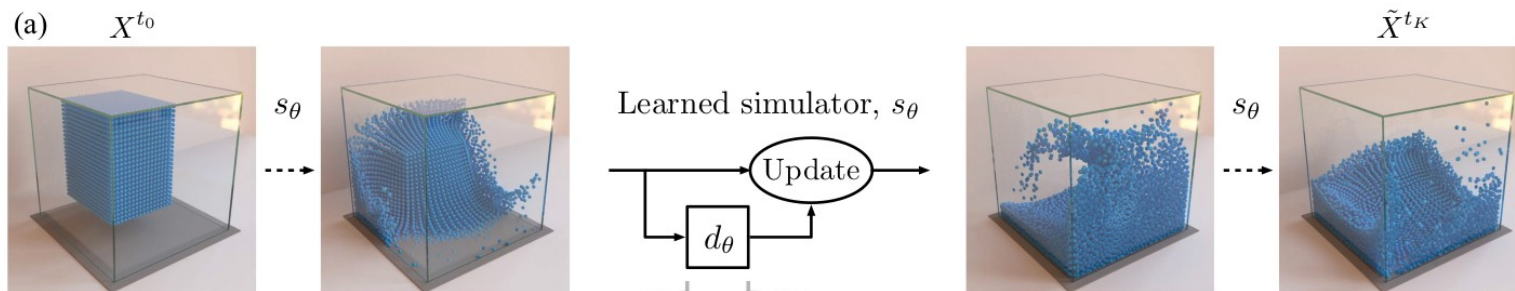 (a)
X^{t_0}
s_θ
Learned simulator, s_θ
Update
d_θ
s_θ
X̃^{t_K}